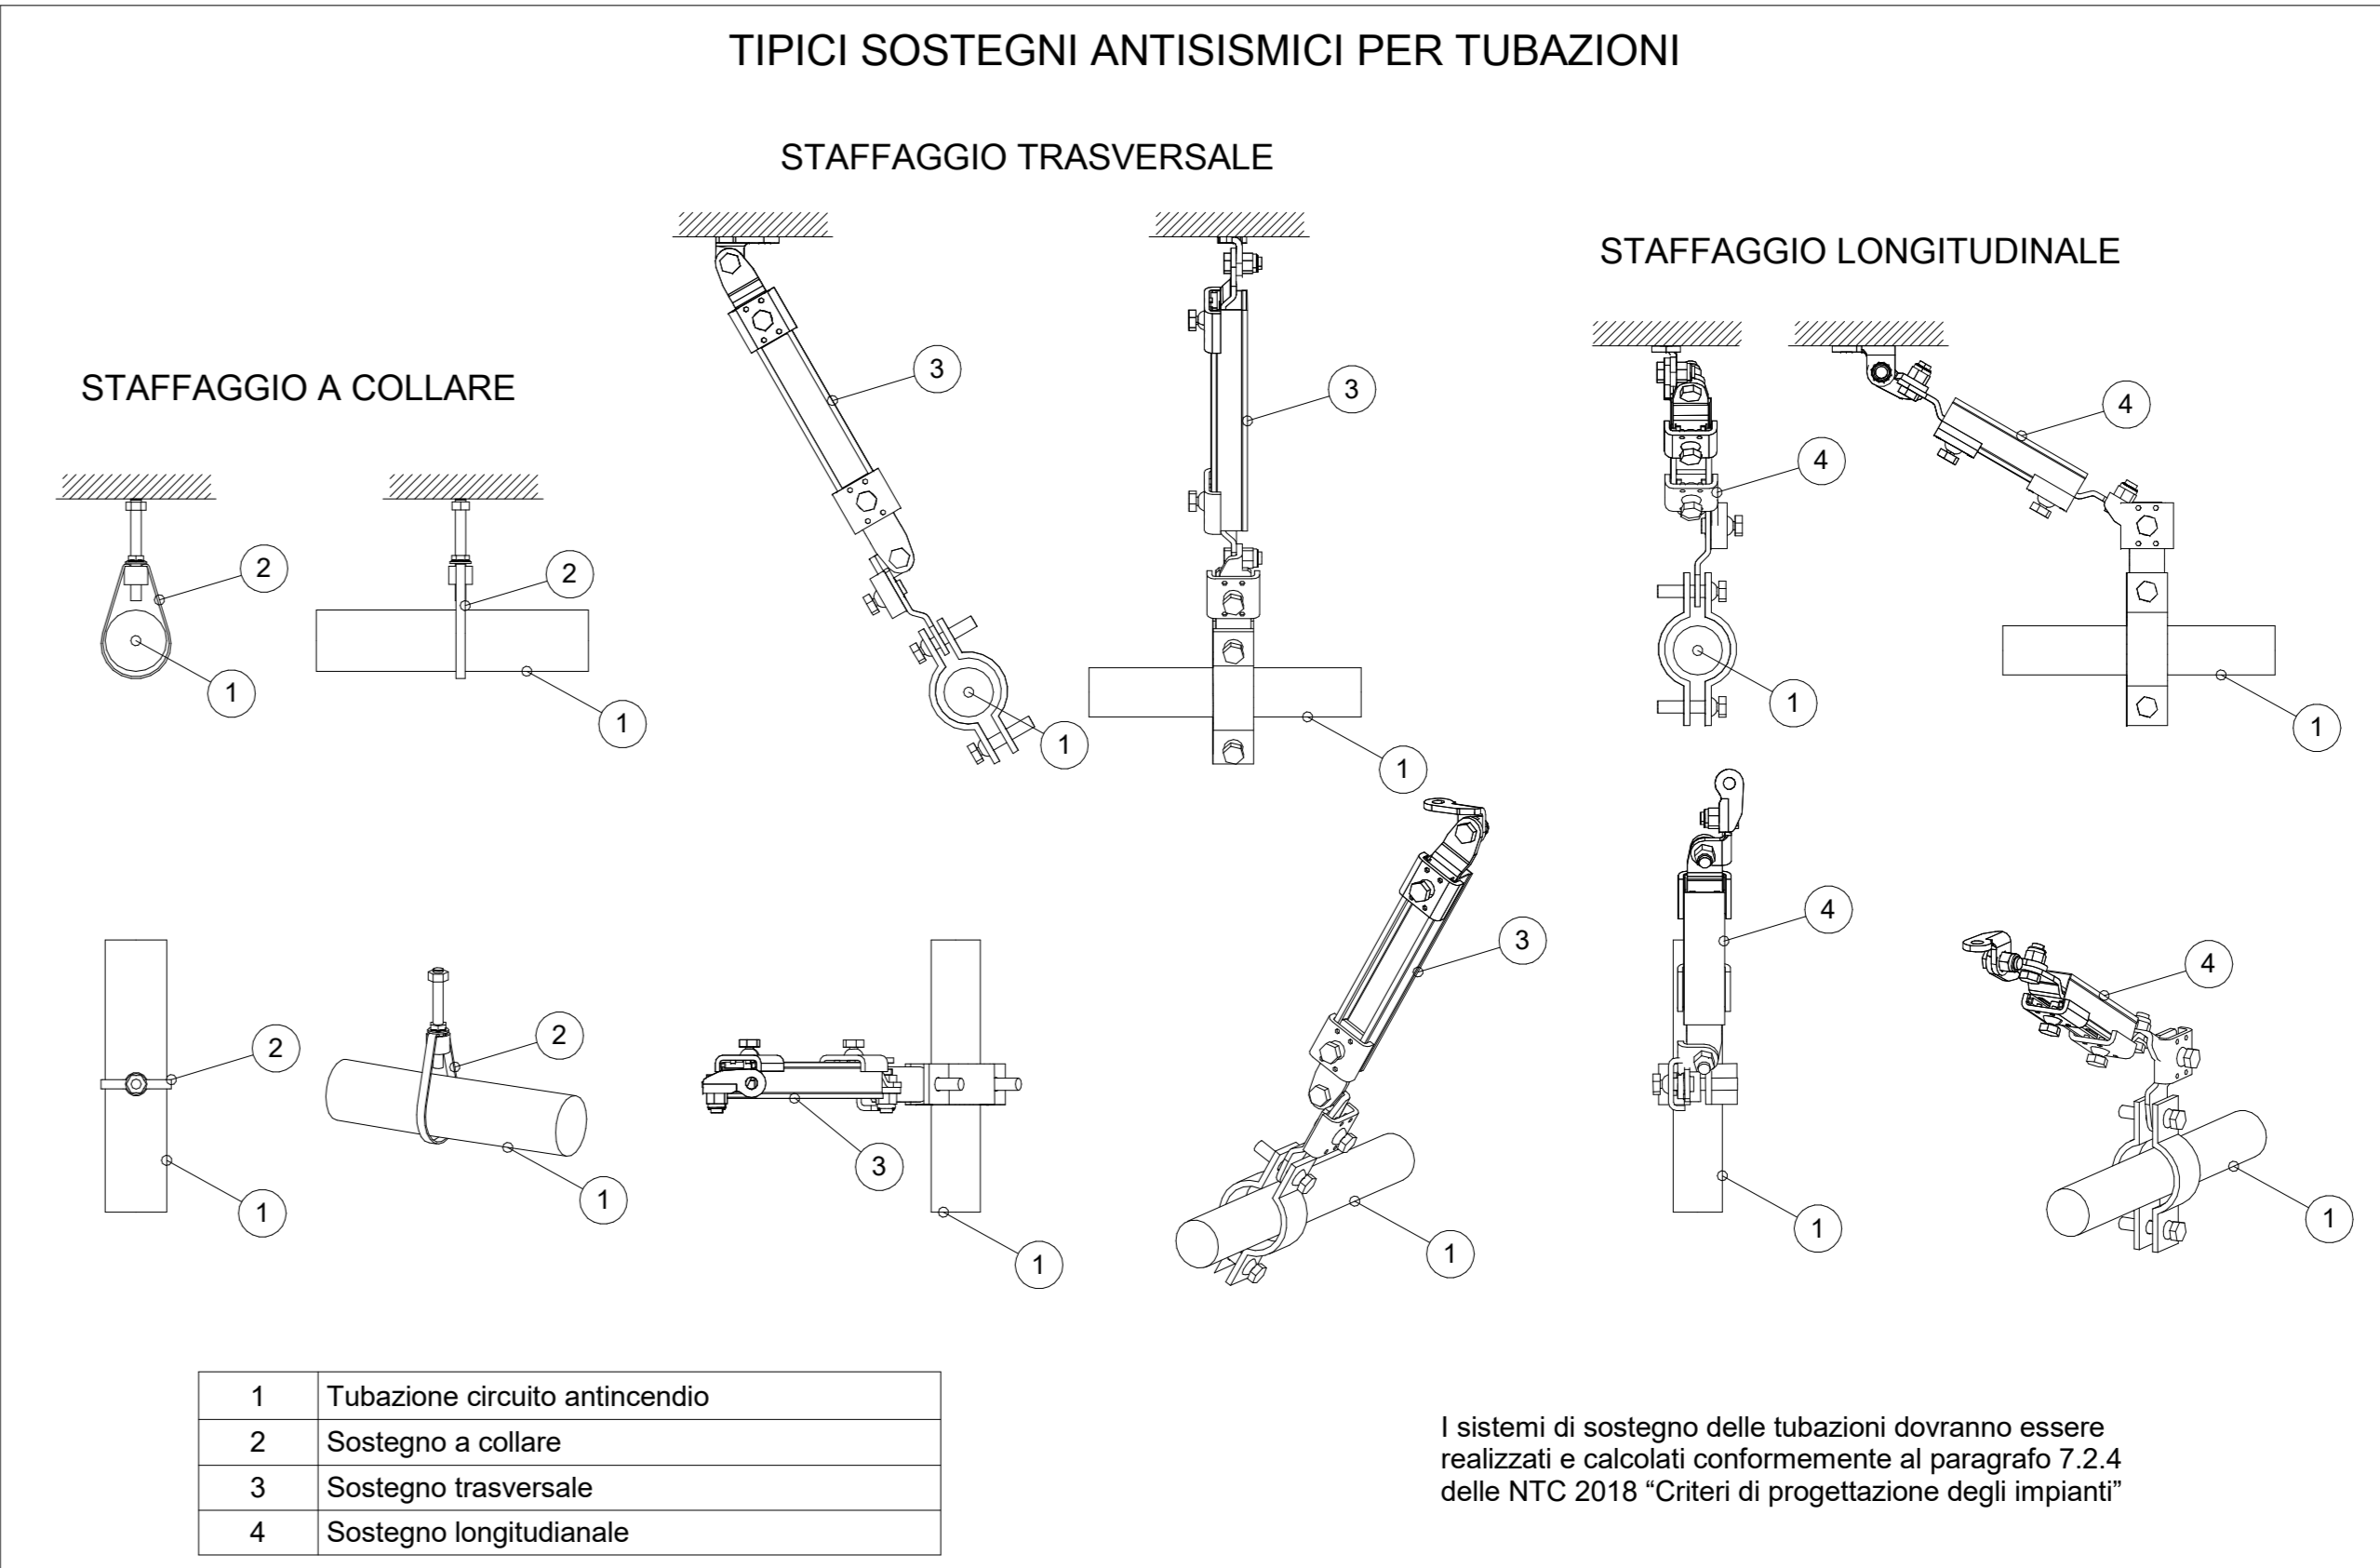 TIPICI SOSTEGNI ANTISISMICI PER TUBAZIONI
STAFFAGGIO TRASVERSALE
STAFFAGGIO LONGITUDINALE
STAFFAGGIO A COLLARE
3
3
4
4
2
2
1
1
1
1
1
1
2
2
1
1
3
1
3
1
4
1
4
1
1 Tubazione circuito antincendio
2 Sostegno a collare
3 Sostegno trasversale
4 Sostegno longitudianale
I sistemi di sostegno delle tubazioni dovranno essere
realizzati e calcolati conformemente al paragrafo 7.2.4
delle NTC 2018 “Criteri di progettazione degli impianti”